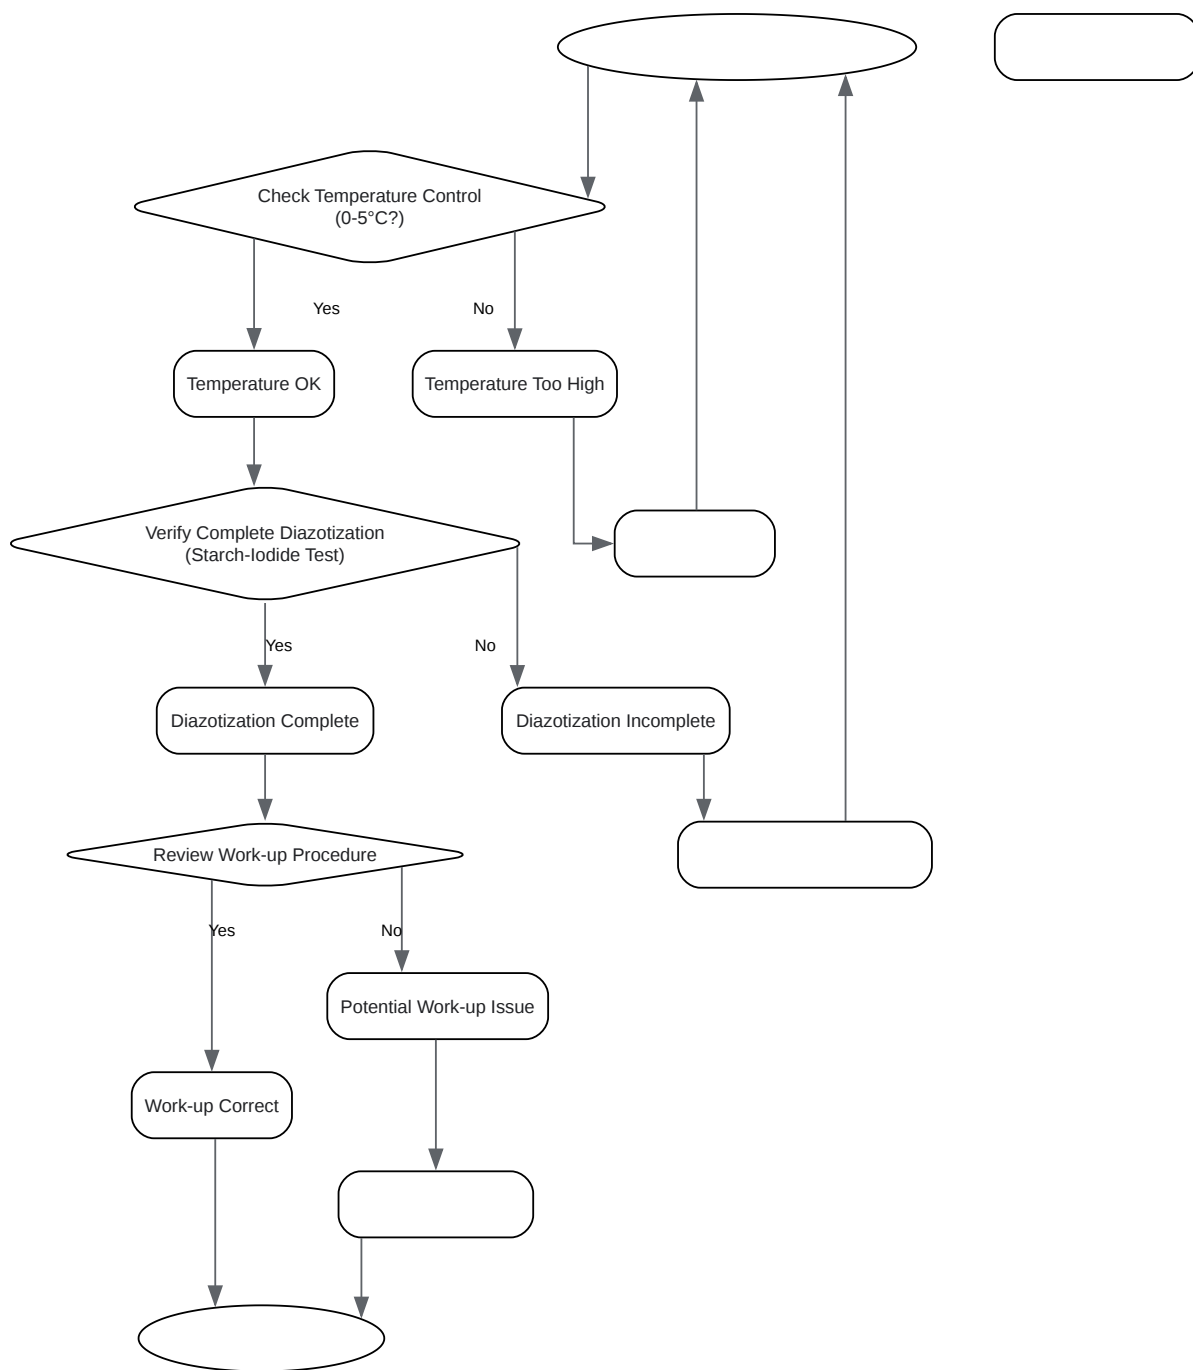 Check Temperature Control
(0-5°C?)
Yes
No
Temperature OK
Temperature Too High
Verify Complete Diazotization
(Starch-Iodide Test)
Yes
No
Diazotization Complete
Diazotization Incomplete
Review Work-up Procedure
Yes
No
Potential Work-up Issue
Work-up Correct